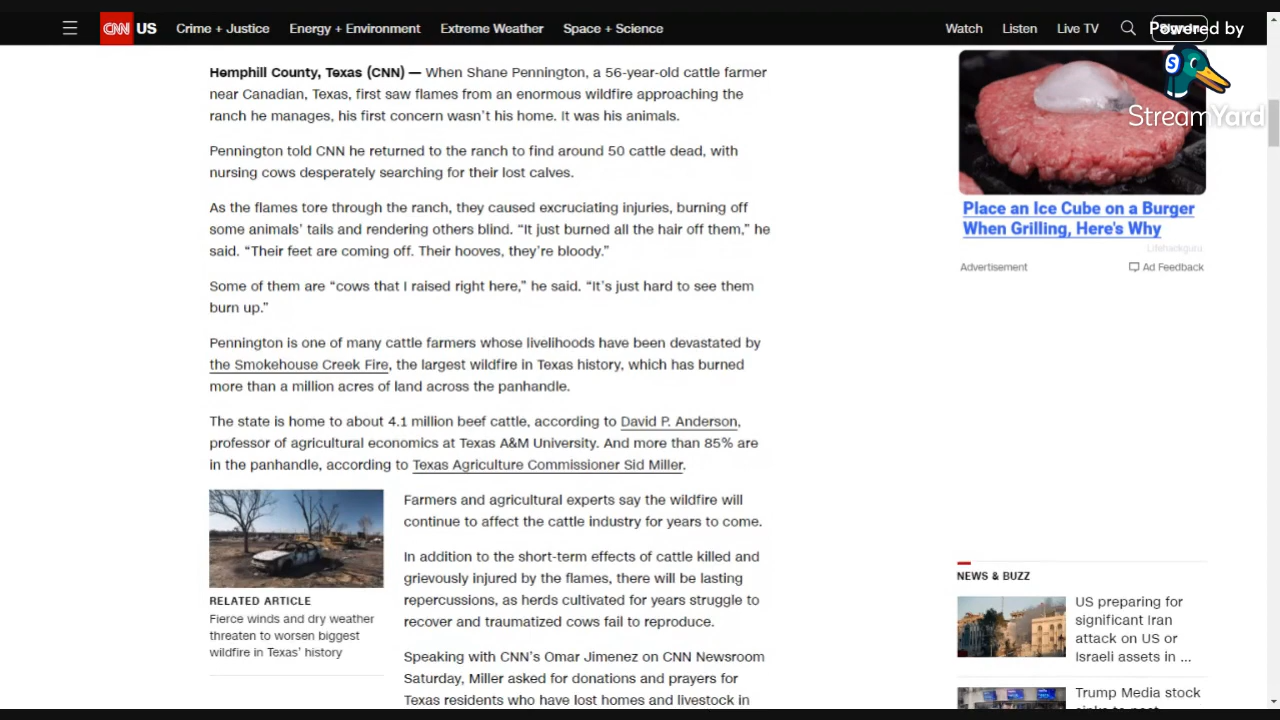 CNN US Crime + Justice Energy + Environment Extreme Weather Space + Science Watch Listen Live TV
Powered by
StreamYard
Hemphill County, Texas (CNN) — When Shane Pennington, a 56-year-old cattle farmer
near Canadian, Texas, first saw flames from an enormous wildfire approaching the
ranch he manages, his first concern wasn't his home. It was his animals.
Pennington told CNN he returned to the ranch to find around 50 cattle dead, with
nursing cows desperately searching for their lost calves.
As the flames tore through the ranch, they caused excruciating injuries, burning off
some animals' tails and rendering others blind. “It just burned all the hair off them,” he
said. “Their feet are coming off. Their hooves, they're bloody.”
Some of them are “cows that I raised right here,” he said. “It's just hard to see them
burn up.”
Pennington is one of many cattle farmers whose livelihoods have been devastated by
the Smokehouse Creek Fire, the largest wildfire in Texas history, which has burned
more than a million acres of land across the panhandle.
The state is home to about 4.1 million beef cattle, according to David P. Anderson,
professor of agricultural economics at Texas A&M University. And more than 85% are
in the panhandle, according to Texas Agriculture Commissioner Sid Miller.
RELATED ARTICLE
Fierce winds and dry weather
threaten to worsen biggest
wildfire in Texas' history
Farmers and agricultural experts say the wildfire will
continue to affect the cattle industry for years to come.
In addition to the short-term effects of cattle killed and
grievously injured by the flames, there will be lasting
repercussions, as herds cultivated for years struggle to
recover and traumatized cows fail to reproduce.
Speaking with CNN's Omar Jimenez on CNN Newsroom
Saturday, Miller asked for donations and prayers for
Texas residents who have lost homes and livestock in
Place an Ice Cube on a Burger
When Grilling, Here's Why
Lifehackguru
Advertisement Ad Feedback
NEWS & BUZZ
US preparing for
significant Iran
attack on US or
Israeli assets in ...
Trump Media stock